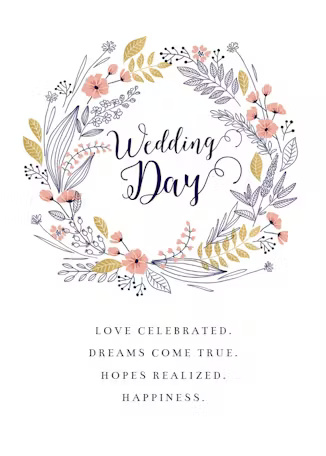 Wedding
Day
LOVE CELEBRATED.
DREAMS COME TRUE.
HOPES REALIZED.
HAPPINESS.